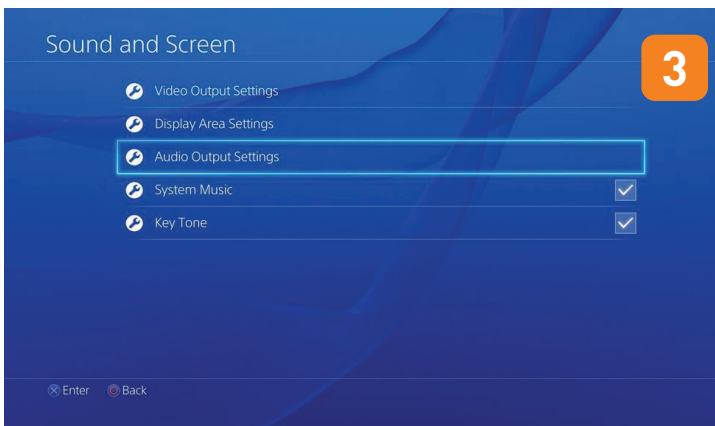 Sound and Screen
3
Video Output Settings
Display Area Settings
Audio Output Settings
System Music
Key Tone
Enter Back